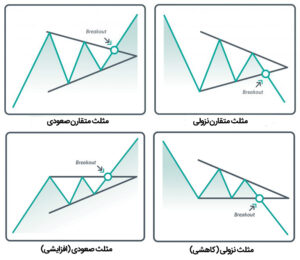 Breakout
مثلث متقارن صعودی
Breakout
مثلث متقارن نزولی
Breakout
مثلث صعودی (افزایشی)
Breakout
مثلث نزولی (کاهشی)